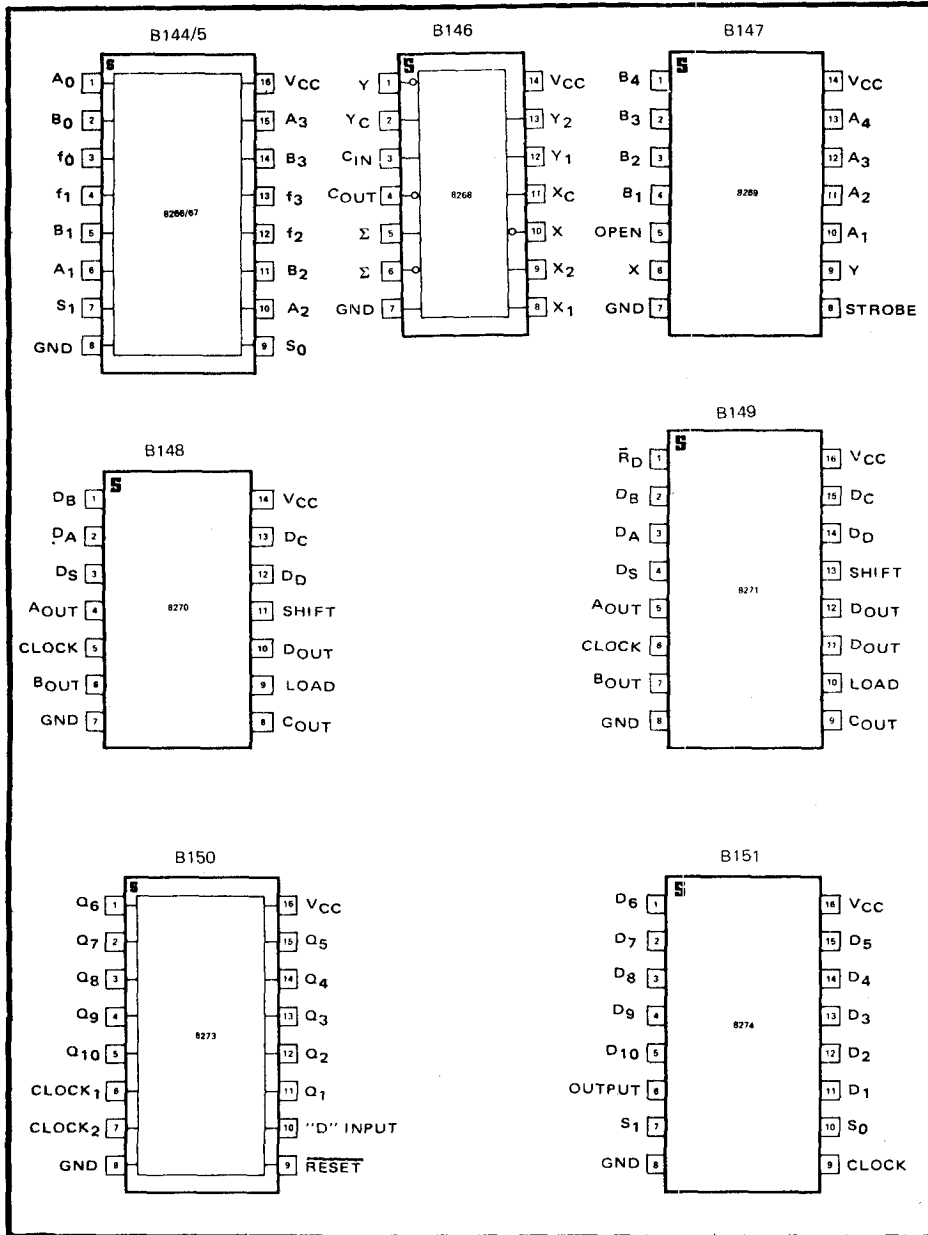 B144/5
A0 1 16 VCC
B0 2 15 A3
f0 3 14 B3
f1 4 13 f3
8266/67
B1 5 12 f2
A1 6 11 B2
S1 7 10 A2
GND 8 9 S0
B146
Y 1 14 VCC
YC 2 13 Y2
CIN 3 12 Y1
COUT 4 8268 11 XC
Σ 5 10 X
Σ 6 9 X2
GND 7 8 X1
B147
B4 1 14 VCC
B3 2 13 A4
B2 3 12 A3
B1 4 8269 11 A2
OPEN 5 10 A1
X 6 9 Y
GND 7 8 STROBE
B148
DB 1 14 VCC
DA 2 13 DC
DS 3 12 DD
AOUT 4 8270 11 SHIFT
CLOCK 5 10 DOUT
BOUT 6 9 LOAD
GND 7 8 COUT
B149
R̄D 1 16 VCC
DB 2 15 DC
DA 3 14 DD
DS 4 13 SHIFT
8271
AOUT 5 12 DOUT
CLOCK 6 11 DOUT
BOUT 7 10 LOAD
GND 8 9 COUT
B150
Q6 1 16 VCC
Q7 2 15 Q5
Q8 3 14 Q4
Q9 4 13 Q3
8273
Q10 5 12 Q2
CLOCK1 6 11 Q1
CLOCK2 7 10 "D" INPUT
GND 8 9 R̅E̅S̅E̅T̅
B151
D6 1 16 VCC
D7 2 15 D5
D8 3 14 D4
D9 4 13 D3
8274
D10 5 12 D2
OUTPUT 6 11 D1
S1 7 10 S0
GND 8 9 CLOCK